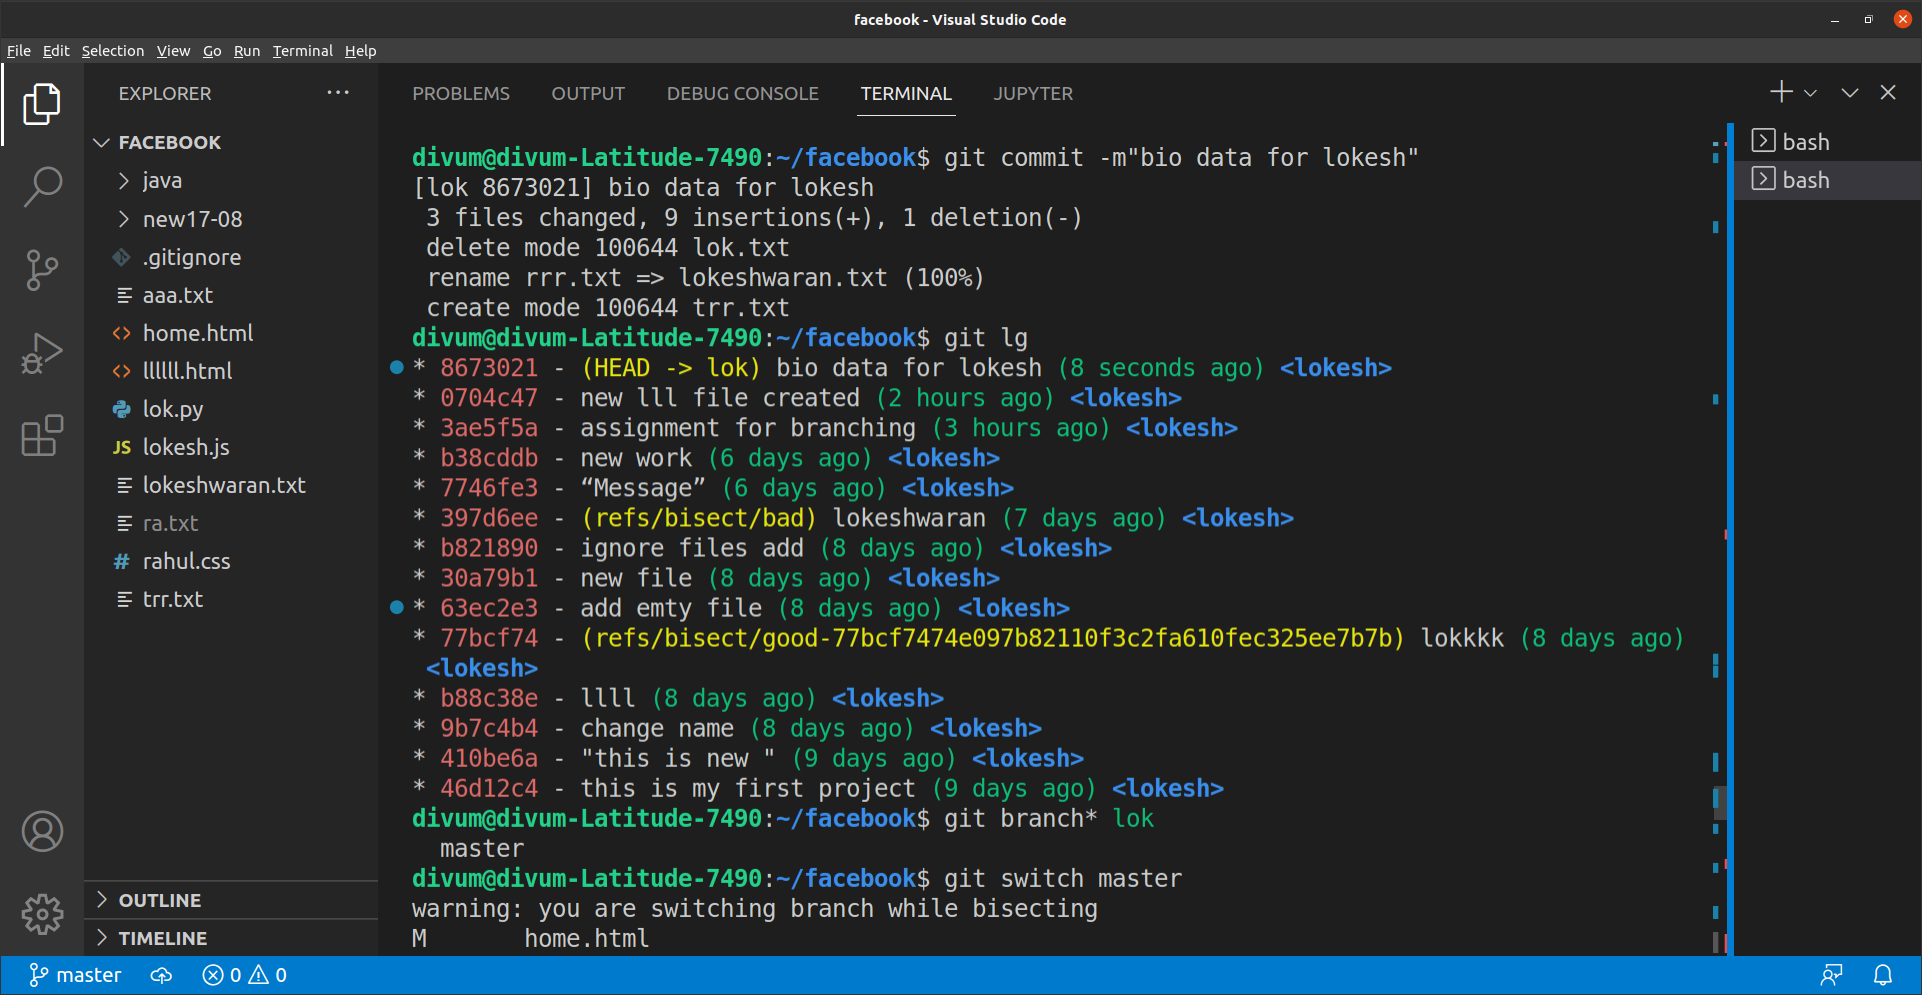 facebook - Visual Studio Code
File Edit Selection View Go Run Terminal Help
EXPLORER ...
FACEBOOK
java
new17-08
.gitignore
aaa.txt
home.html
llllll.html
lok.py
JS lokesh.js
lokeshwaran.txt
ra.txt
# rahul.css
trr.txt
OUTLINE
TIMELINE
PROBLEMS OUTPUT DEBUG CONSOLE TERMINAL JUPYTER
divum@divum-Latitude-7490:~/facebook$ git commit -m"bio data for lokesh"
[lok 8673021] bio data for lokesh
3 files changed, 9 insertions(+), 1 deletion(-)
delete mode 100644 lok.txt
rename rrr.txt => lokeshwaran.txt (100%)
create mode 100644 trr.txt
divum@divum-Latitude-7490:~/facebook$ git lg
* 8673021 - (HEAD -> lok) bio data for lokesh (8 seconds ago) <lokesh>
* 0704c47 - new lll file created (2 hours ago) <lokesh>
* 3ae5f5a - assignment for branching (3 hours ago) <lokesh>
* b38cddb - new work (6 days ago) <lokesh>
* 7746fe3 - “Message” (6 days ago) <lokesh>
* 397d6ee - (refs/bisect/bad) lokeshwaran (7 days ago) <lokesh>
* b821890 - ignore files add (8 days ago) <lokesh>
* 30a79b1 - new file (8 days ago) <lokesh>
* 63ec2e3 - add emty file (8 days ago) <lokesh>
* 77bcf74 - (refs/bisect/good-77bcf7474e097b82110f3c2fa610fec325ee7b7b) lokkkk (8 days ago)
<lokesh>
* b88c38e - llll (8 days ago) <lokesh>
* 9b7c4b4 - change name (8 days ago) <lokesh>
* 410be6a - "this is new " (9 days ago) <lokesh>
* 46d12c4 - this is my first project (9 days ago) <lokesh>
divum@divum-Latitude-7490:~/facebook$ git branch* lok
master
divum@divum-Latitude-7490:~/facebook$ git switch master
warning: you are switching branch while bisecting
M home.html
bash
bash
master 0 0